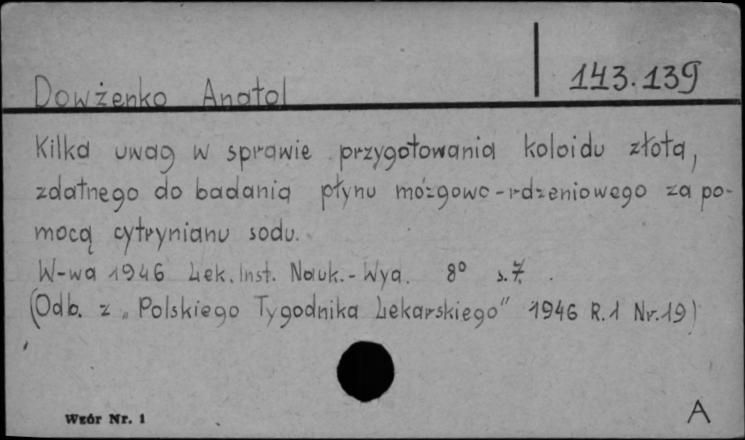 143.139
Dowżenko Anatol
Kilka uwag w sprawie przygotowania koloidu złota,
zdatnego do badania płynu mózgowo-rdzeniowego za po-
mocą cytrynianu sodu.
W-wa 1946 Lek. Inst. Nauk.-Wyd. 8° s.7.
(Odb. z „Polskiego Tygodnika Lekarskiego" 1946 R.1 Nr.19)
Wzór Nr. 1
A